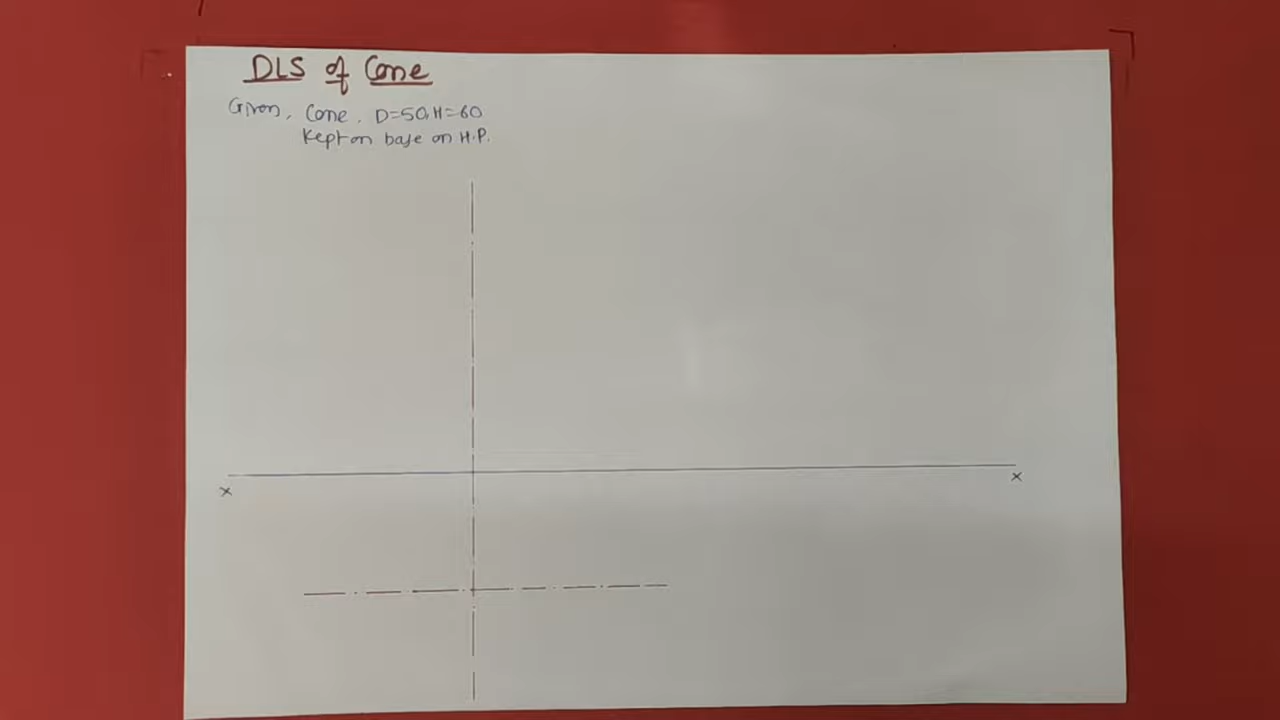 DLS of Cone
Given, Cone. D=50, H=60
Kept on base on H.P.
x x